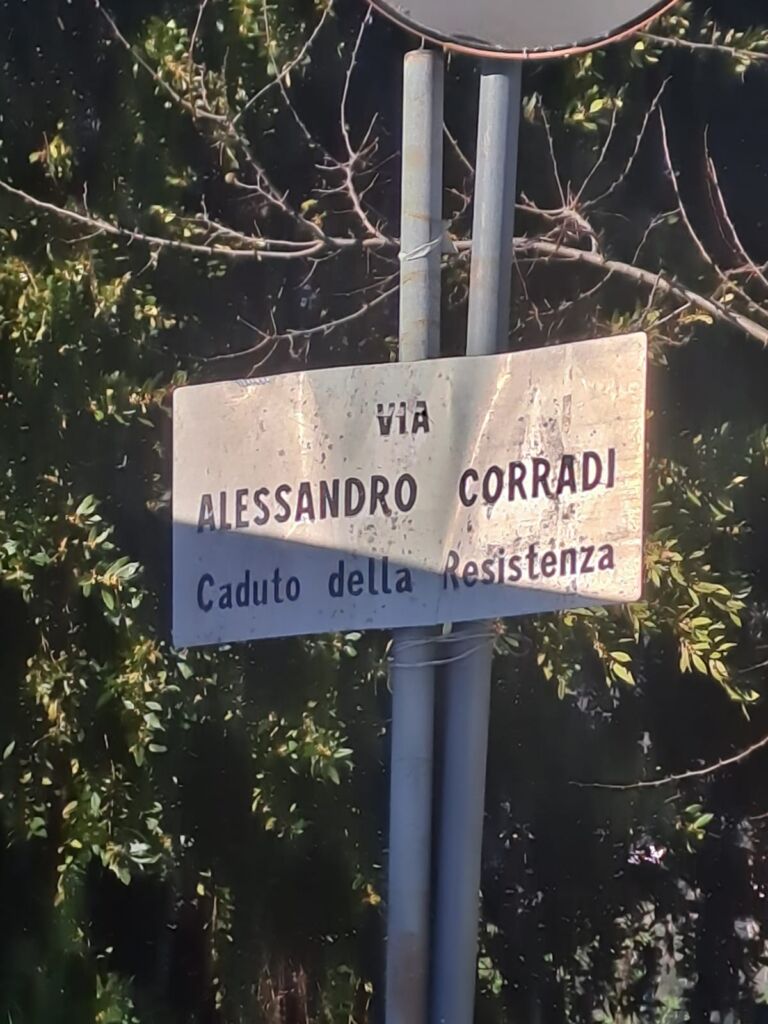 VIA
ALESSANDRO CORRADI
Caduto della Resistenza